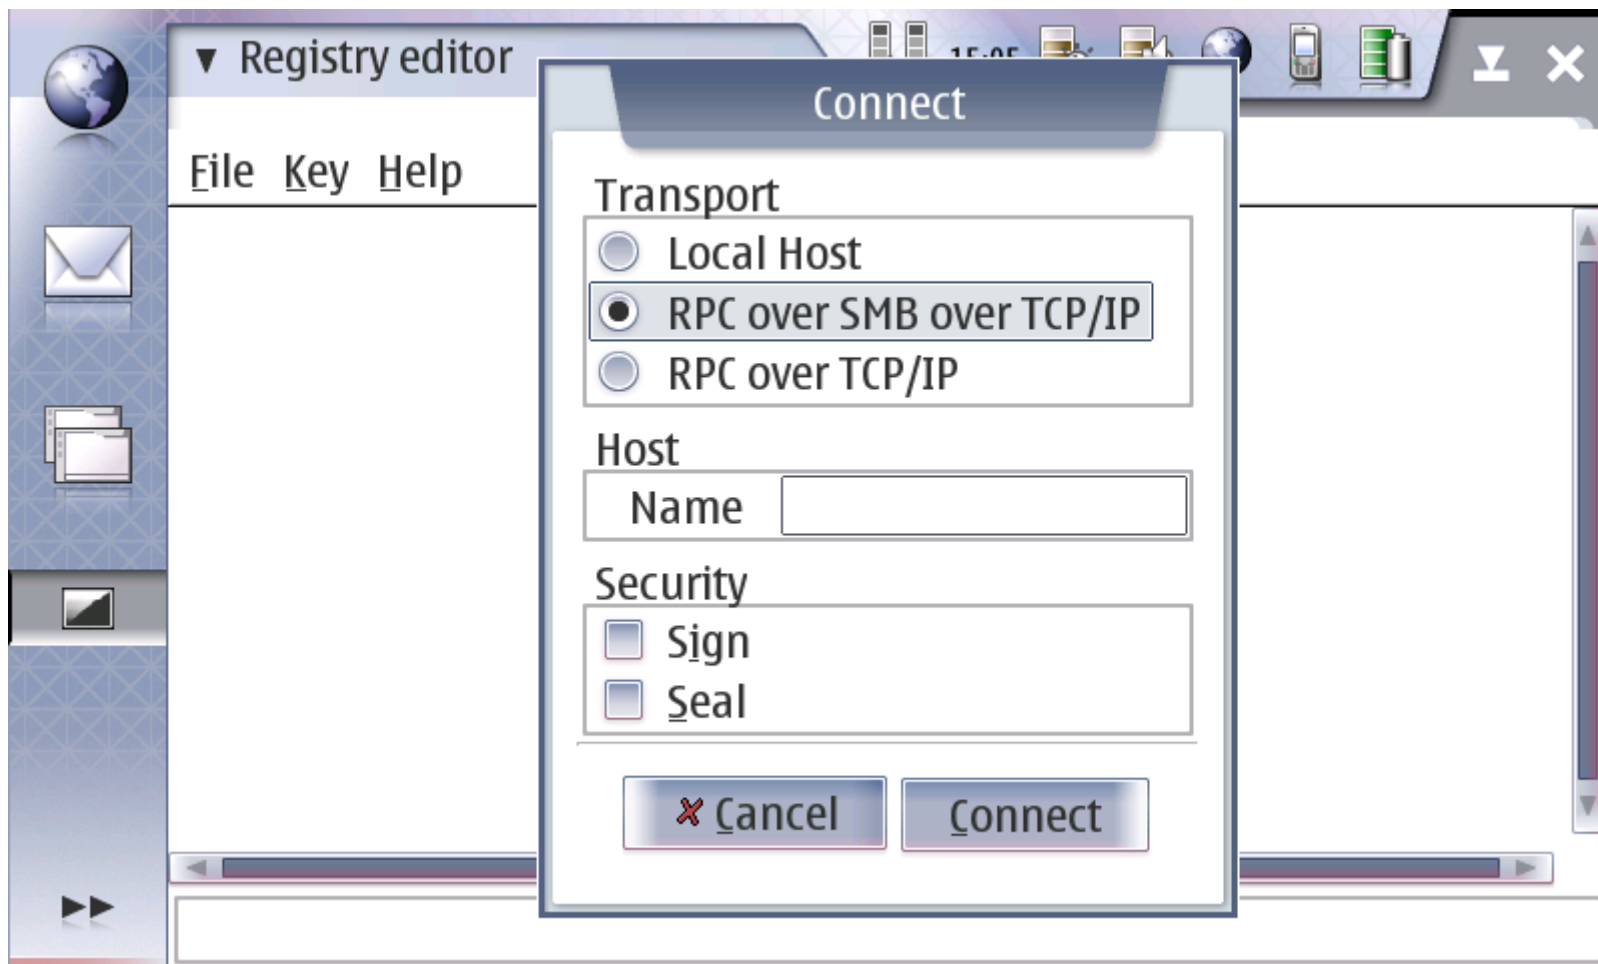 Registry editor
Connect
File Key Help
Transport
Local Host
RPC over SMB over TCP/IP
RPC over TCP/IP
Host
Name
Security
Sign
Seal
Cancel
Connect